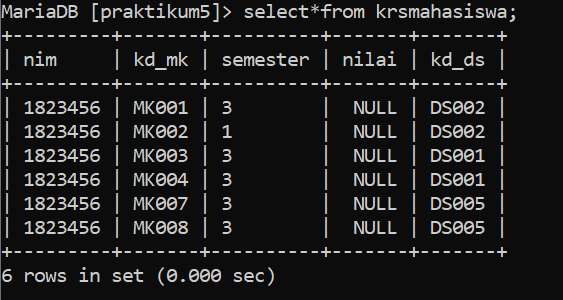 MariaDB [praktikum5]> select*from krsmahasiswa;
+---------+-------+----------+-------+-------+
| nim     | kd_mk | semester | nilai | kd_ds |
+---------+-------+----------+-------+-------+
| 1823456 | MK001 | 3        |  NULL | DS002 |
| 1823456 | MK002 | 1        |  NULL | DS002 |
| 1823456 | MK003 | 3        |  NULL | DS001 |
| 1823456 | MK004 | 3        |  NULL | DS001 |
| 1823456 | MK007 | 3        |  NULL | DS005 |
| 1823456 | MK008 | 3        |  NULL | DS005 |
+---------+-------+----------+-------+-------+
6 rows in set (0.000 sec)